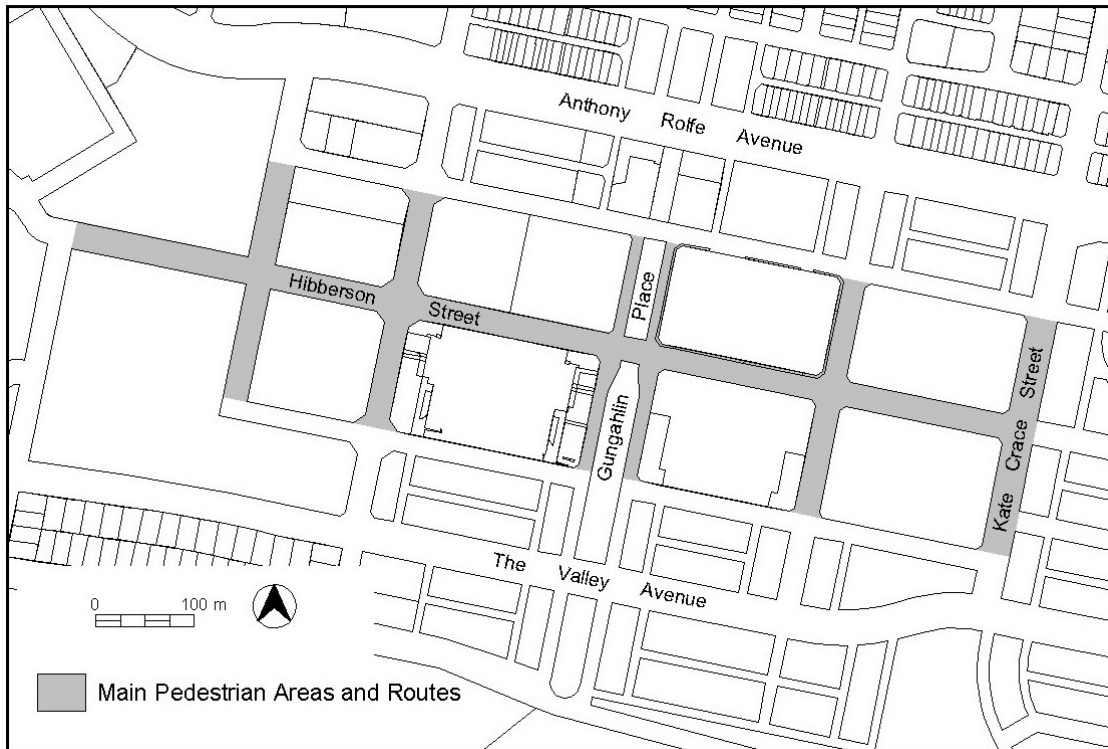 Anthony Rolfe Avenue
Hibberson Street
Gungahlin Place
Kate Crace Street
The Valley Avenue
0 100 m
Main Pedestrian Areas and Routes